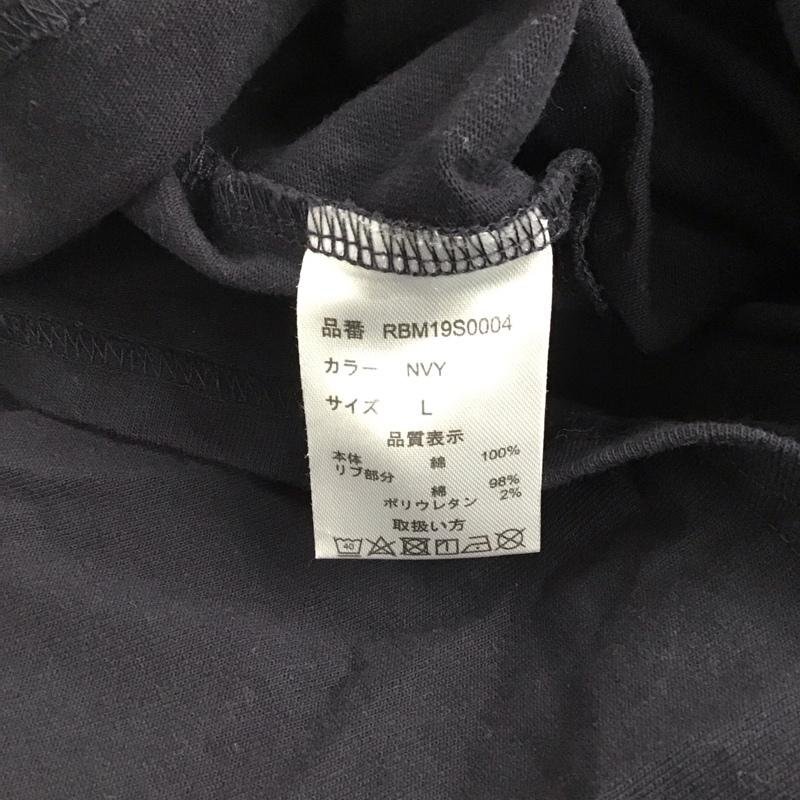 品番 RBM19S0004
カラー NVY
サイズ L
品質表示
本体 綿 100%
リブ部分 綿 98%
ポリウレタン 2%
取扱い方
40